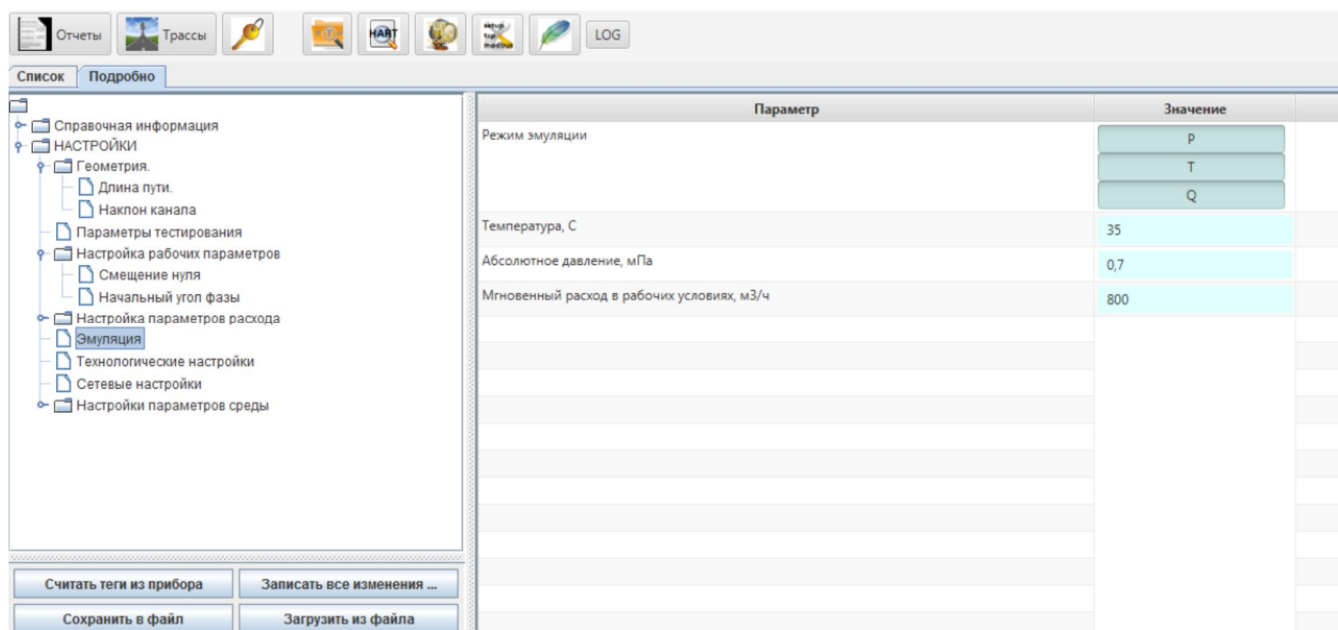 Отчеты Трассы HART setup tap modbus LOG
Список Подробно
Справочная информация
НАСТРОЙКИ
Геометрия.
Длина пути.
Наклон канала
Параметры тестирования
Настройка рабочих параметров
Смещение нуля
Начальный угол фазы
Настройка параметров расхода
Эмуляция
Технологические настройки
Сетевые настройки
Настройки параметров среды
Считать теги из прибора Записать все изменения ...
Сохранить в файл Загрузить из файла
Параметр Значение
Режим эмуляции P
T
Q
Температура, С 35
Абсолютное давление, мПа 0,7
Мгновенный расход в рабочих условиях, м3/ч 800